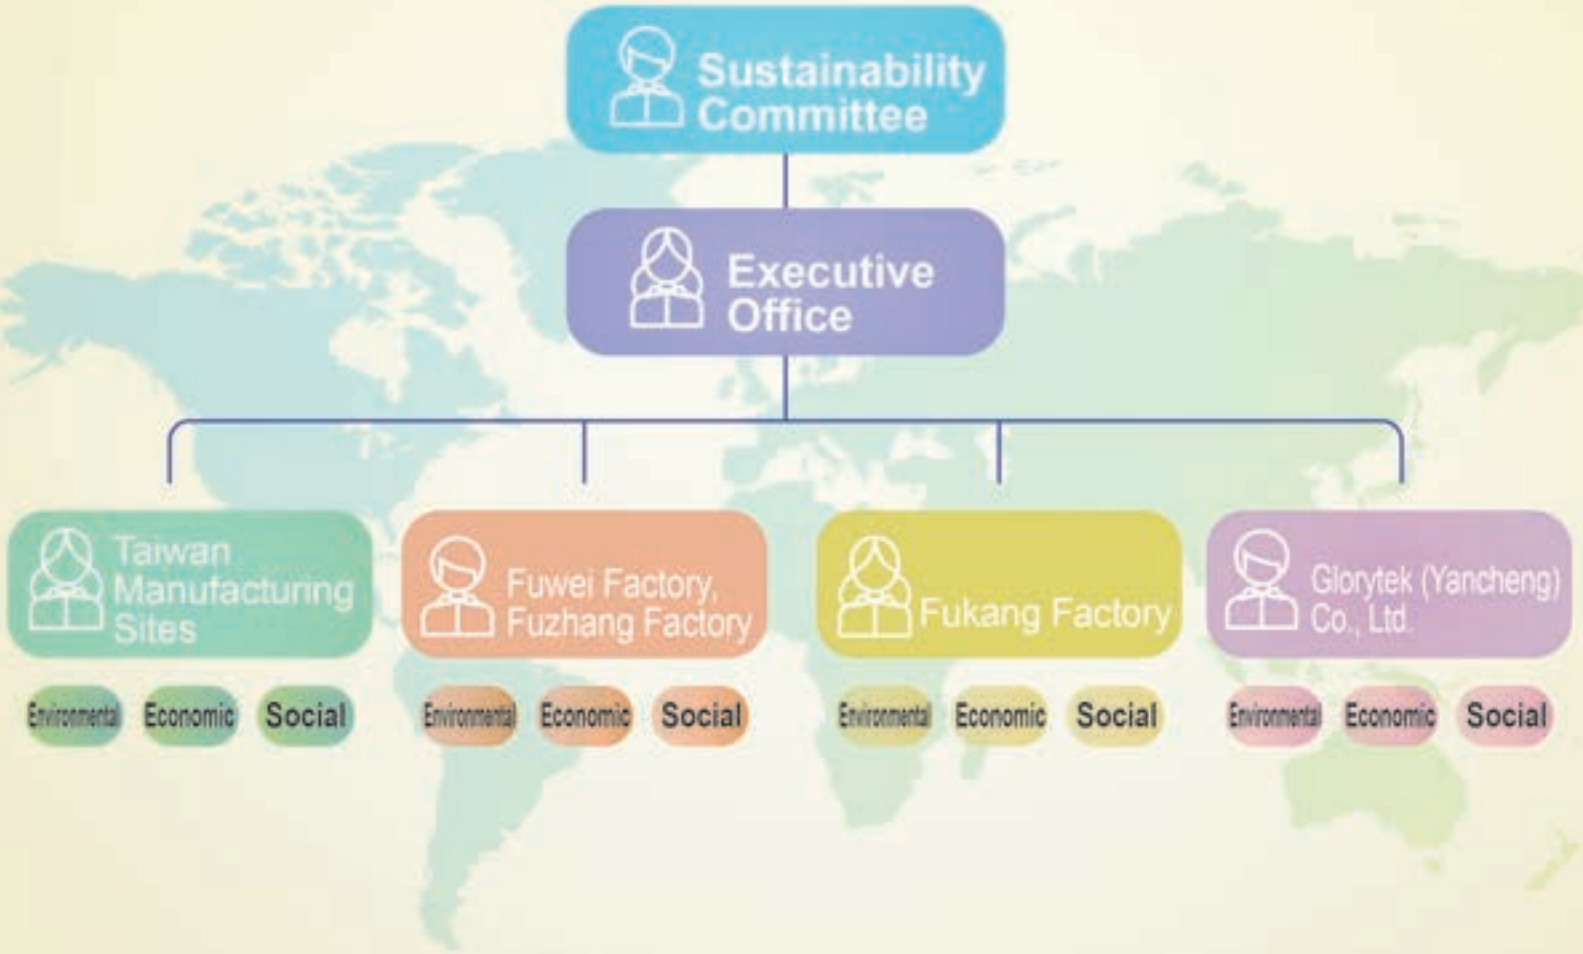 Sustainability
Committee
Executive
Office
Taiwan
Manufacturing
Sites
Fuwei Factory,
Fuzhang Factory
Fukang Factory
Glorytek (Yancheng)
Co., Ltd.
Environmental Economic Social
Environmental Economic Social
Environmental Economic Social
Environmental Economic Social